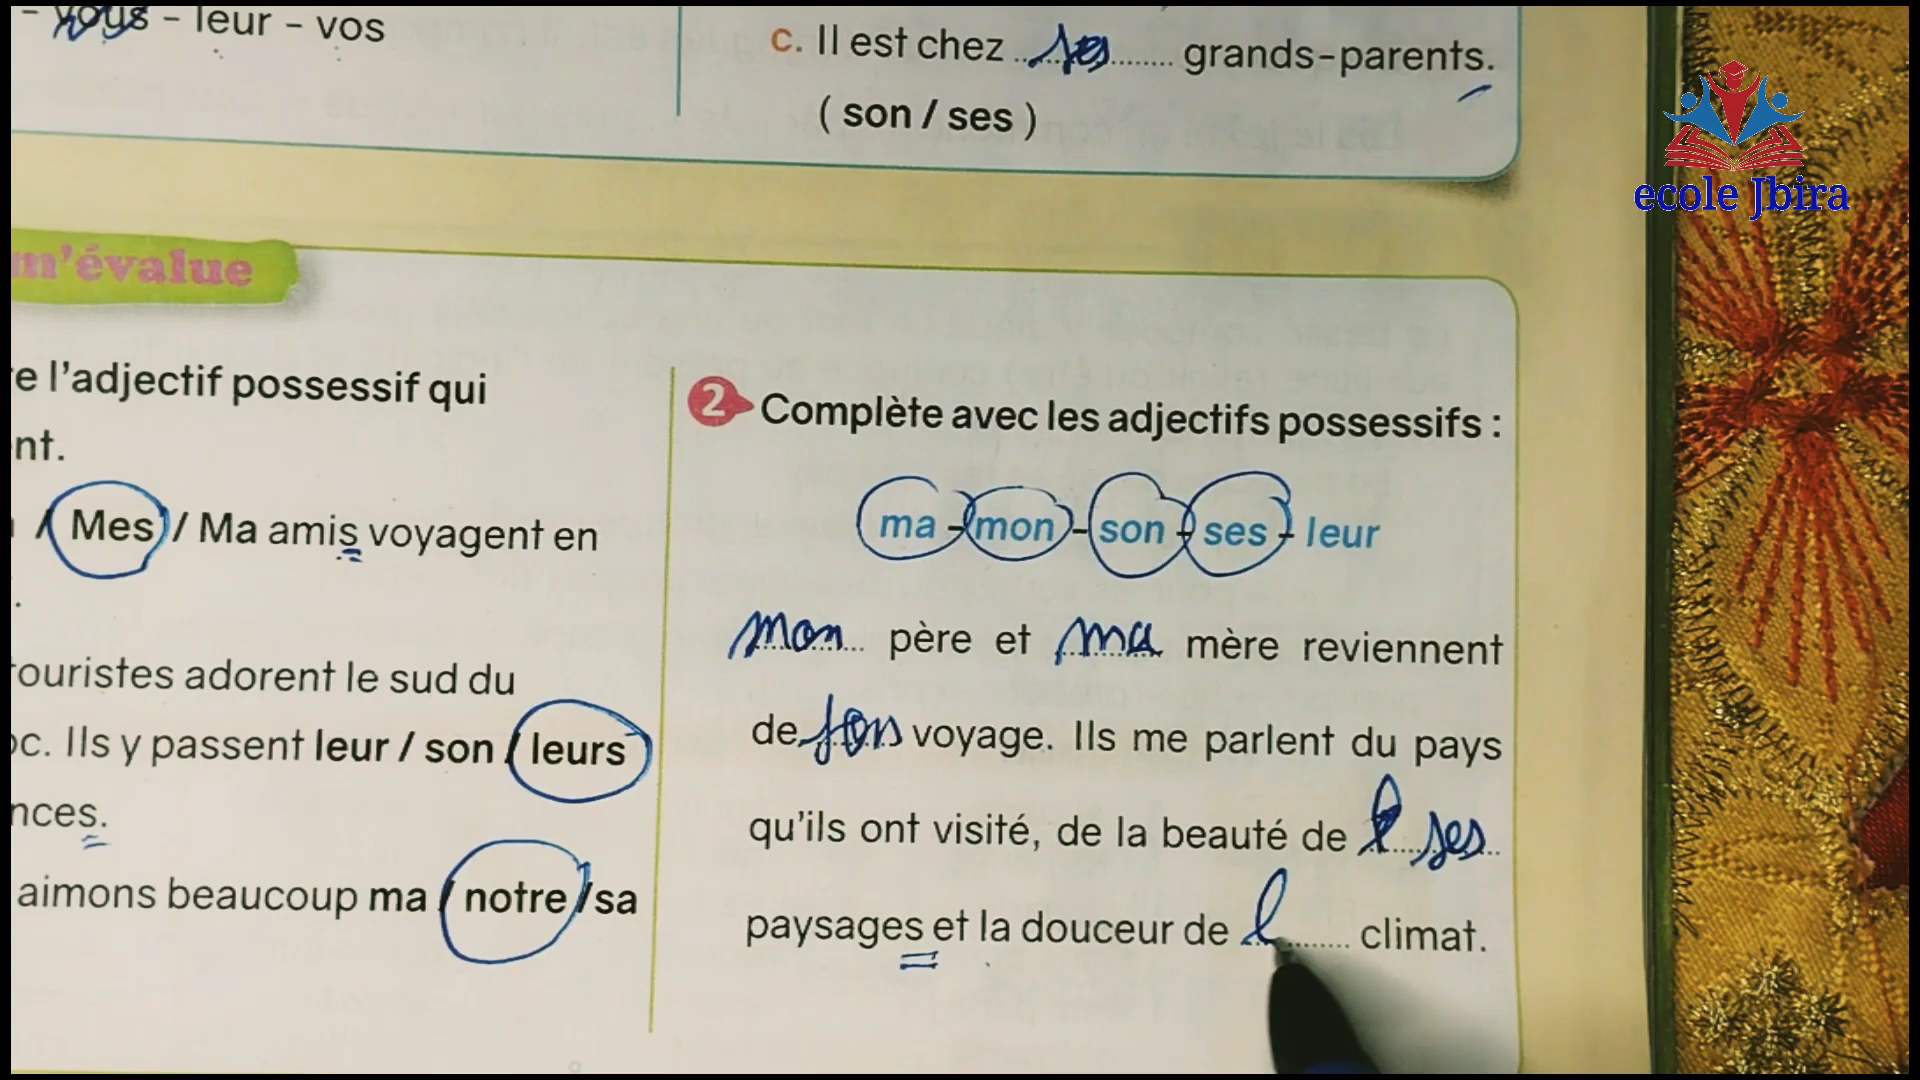 - vous - leur - vos
c. Il est chez ses grands-parents.
( son / ses )
ecole Jbira
m'évalue
e l'adjectif possessif qui
nt.
/ Mes / Ma amis voyagent en
.
ouristes adorent le sud du
oc. Ils y passent leur / son / leurs
nces.
aimons beaucoup ma / notre / sa
2 Complète avec les adjectifs possessifs :
ma - mon - son - ses - leur
mon père et ma mère reviennent
de son voyage. Ils me parlent du pays
qu'ils ont visité, de la beauté de ses
paysages et la douceur de l climat.